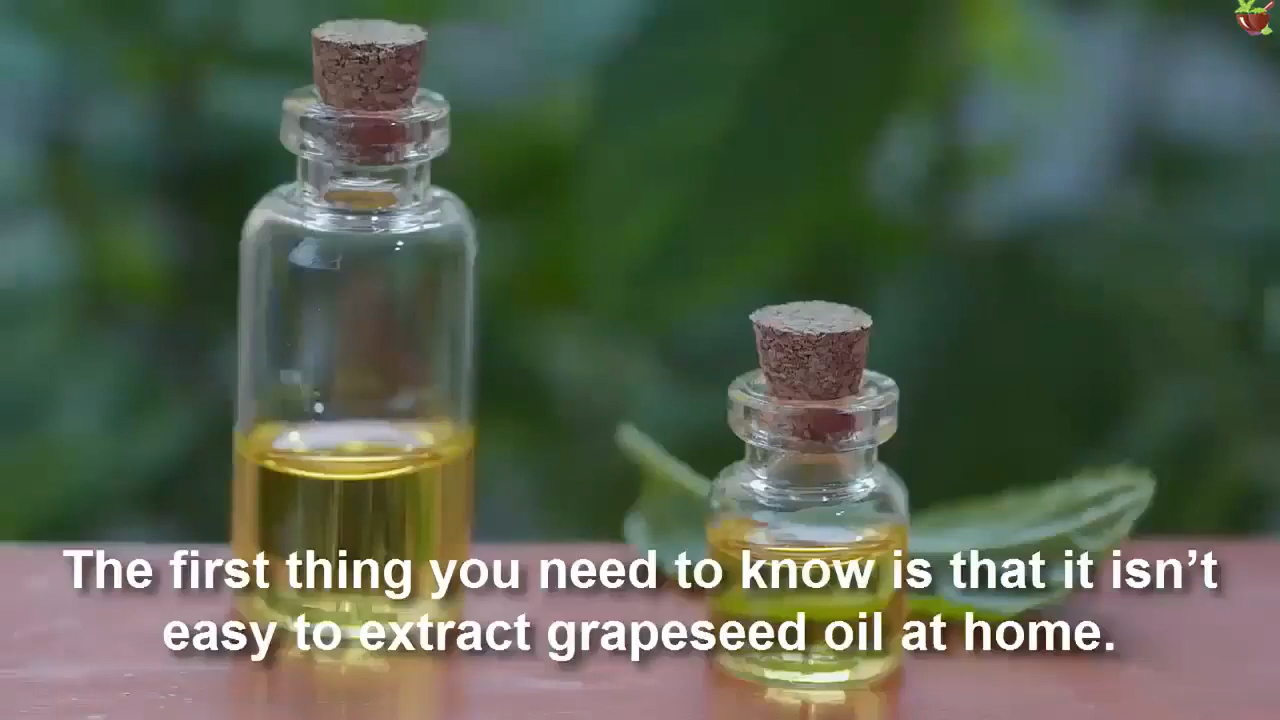 The first thing you need to know is that it isn’t
easy to extract grapeseed oil at home.